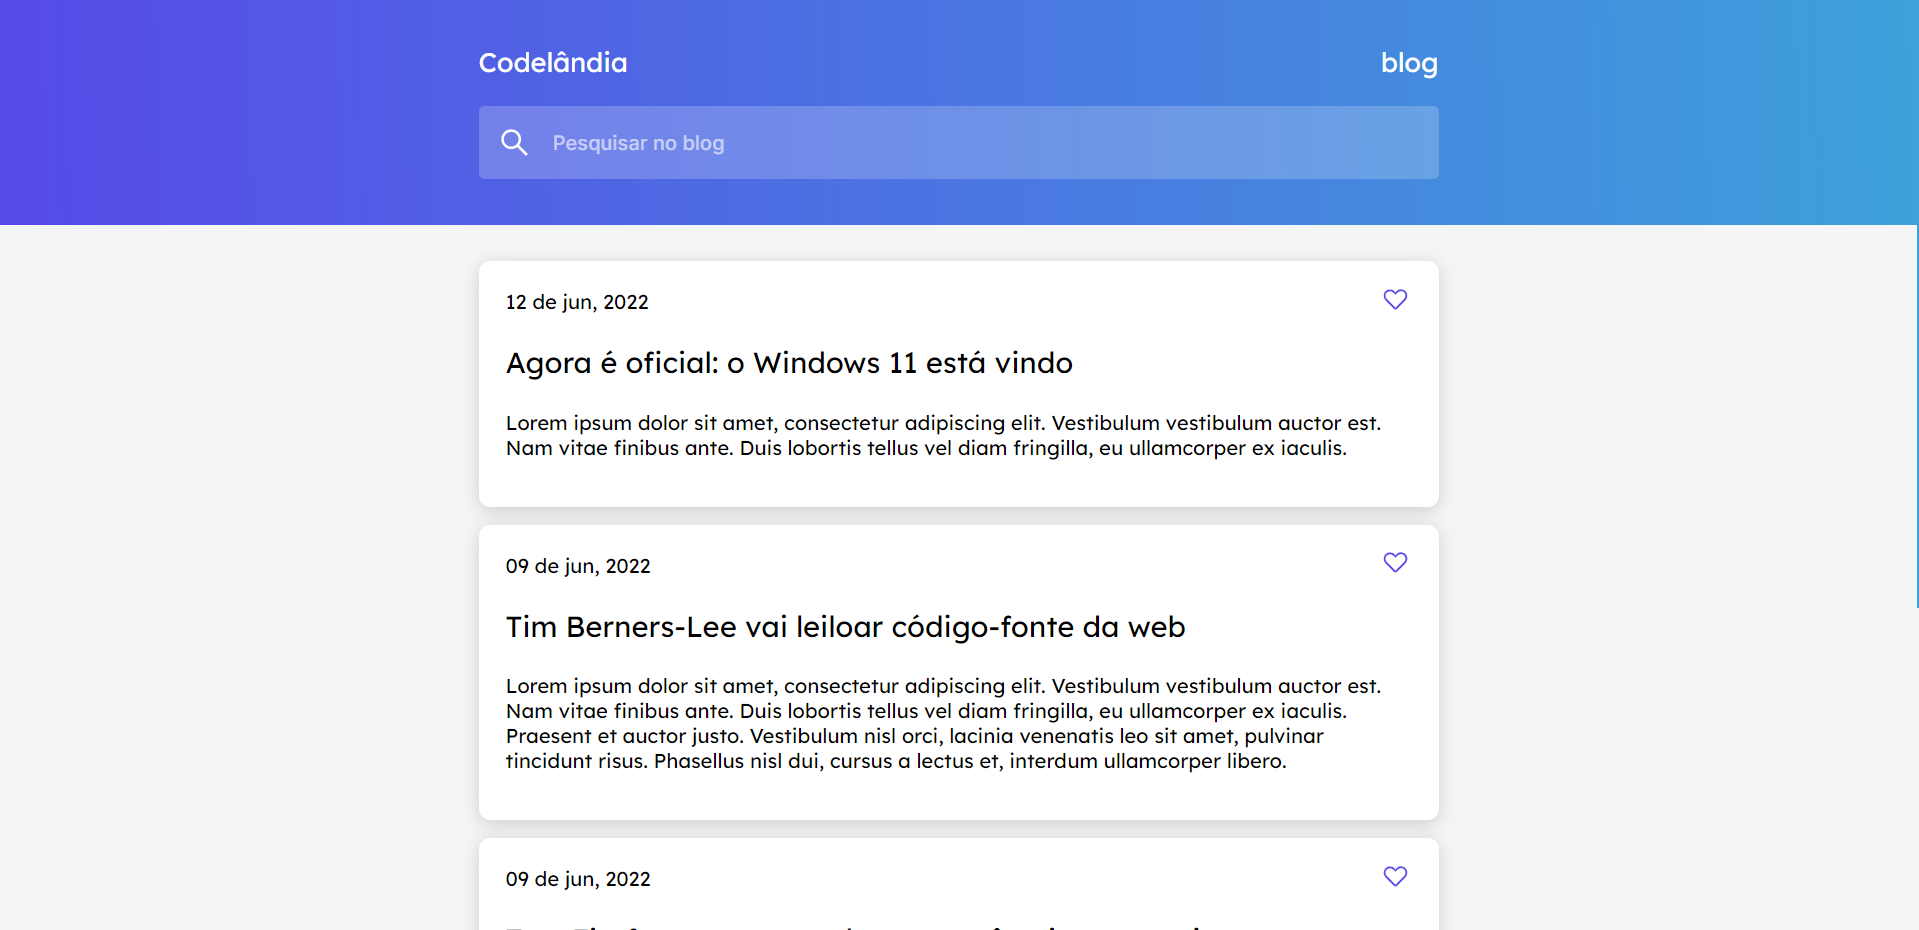 Codelândia
blog
Pesquisar no blog
12 de jun, 2022
Agora é oficial: o Windows 11 está vindo
Lorem ipsum dolor sit amet, consectetur adipiscing elit. Vestibulum vestibulum auctor est.
Nam vitae finibus ante. Duis lobortis tellus vel diam fringilla, eu ullamcorper ex iaculis.
09 de jun, 2022
Tim Berners-Lee vai leiloar código-fonte da web
Lorem ipsum dolor sit amet, consectetur adipiscing elit. Vestibulum vestibulum auctor est.
Nam vitae finibus ante. Duis lobortis tellus vel diam fringilla, eu ullamcorper ex iaculis.
Praesent et auctor justo. Vestibulum nisl orci, lacinia venenatis leo sit amet, pulvinar
tincidunt risus. Phasellus nisl dui, cursus a lectus et, interdum ullamcorper libero.
09 de jun, 2022